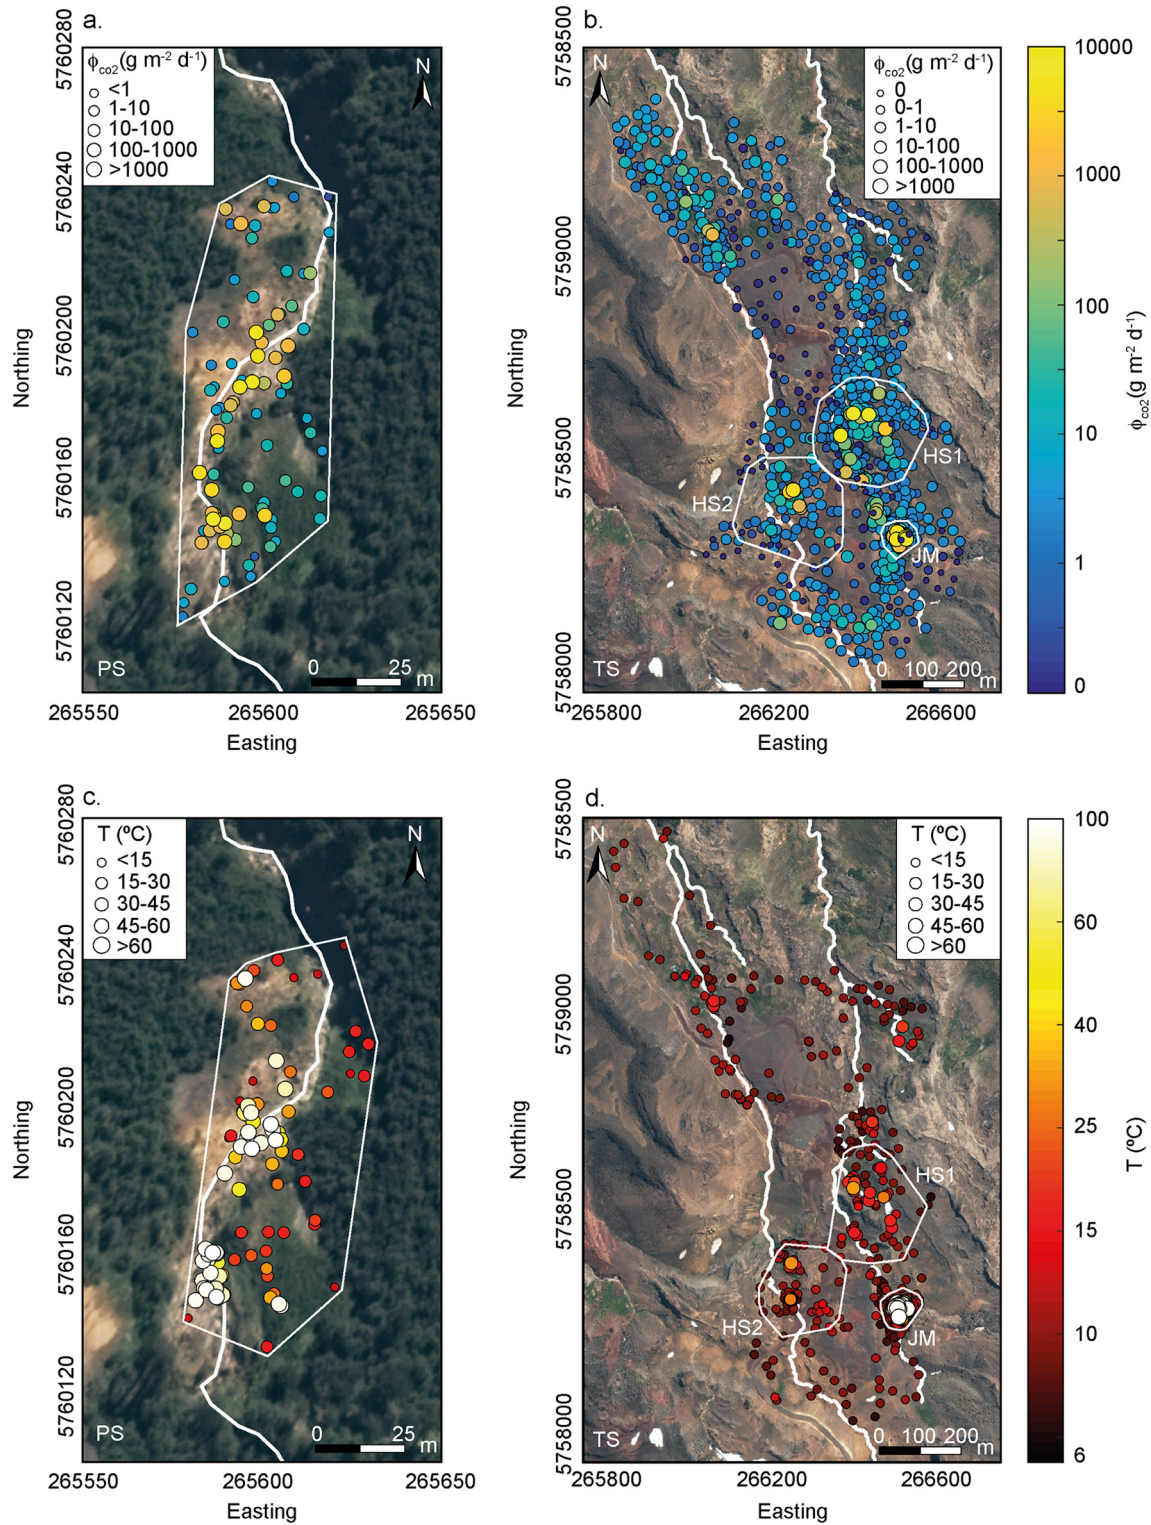 a.
ϕco2(g m-2 d-1)
<1
1-10
10-100
100-1000
>1000
N
5760280
5760240
5760200
5760160
5760120
Northing
PS
0 25
m
265550 265600 265650
Easting
b.
N
ϕco2(g m-2 d-1)
0
0-1
1-10
10-100
100-1000
>1000
5758500
5759000
5758500
5758000
Northing
HS1
HS2
JM
TS
0 100 200
m
265800 266200 266600
Easting
10000
1000
100
10
1
0
ϕco2(g m-2 d-1)
c.
T (ºC)
<15
15-30
30-45
45-60
>60
N
5760280
5760240
5760200
5760160
5760120
Northing
PS
0 25
m
265550 265600 265650
Easting
d.
N
T (ºC)
<15
15-30
30-45
45-60
>60
5758500
5759000
5758500
5758000
Northing
HS1
HS2
JM
TS
0 100 200
m
265800 266200 266600
Easting
100
60
40
25
15
10
6
T (ºC)